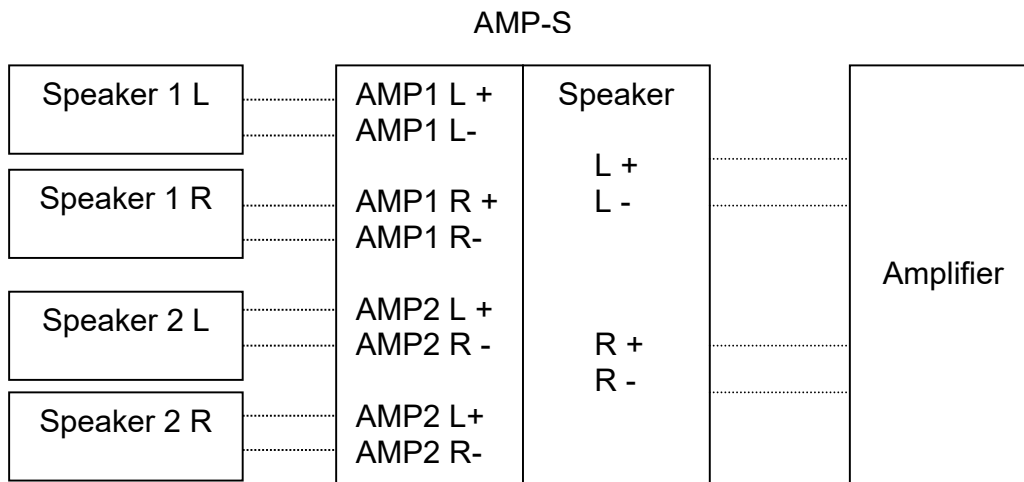 AMP-S
Speaker 1 L
Speaker 1 R
Speaker 2 L
Speaker 2 R
AMP1 L +
AMP1 L-
AMP1 R +
AMP1 R-
AMP2 L +
AMP2 R -
AMP2 L+
AMP2 R-
Speaker
L +
L -
R +
R -
Amplifier